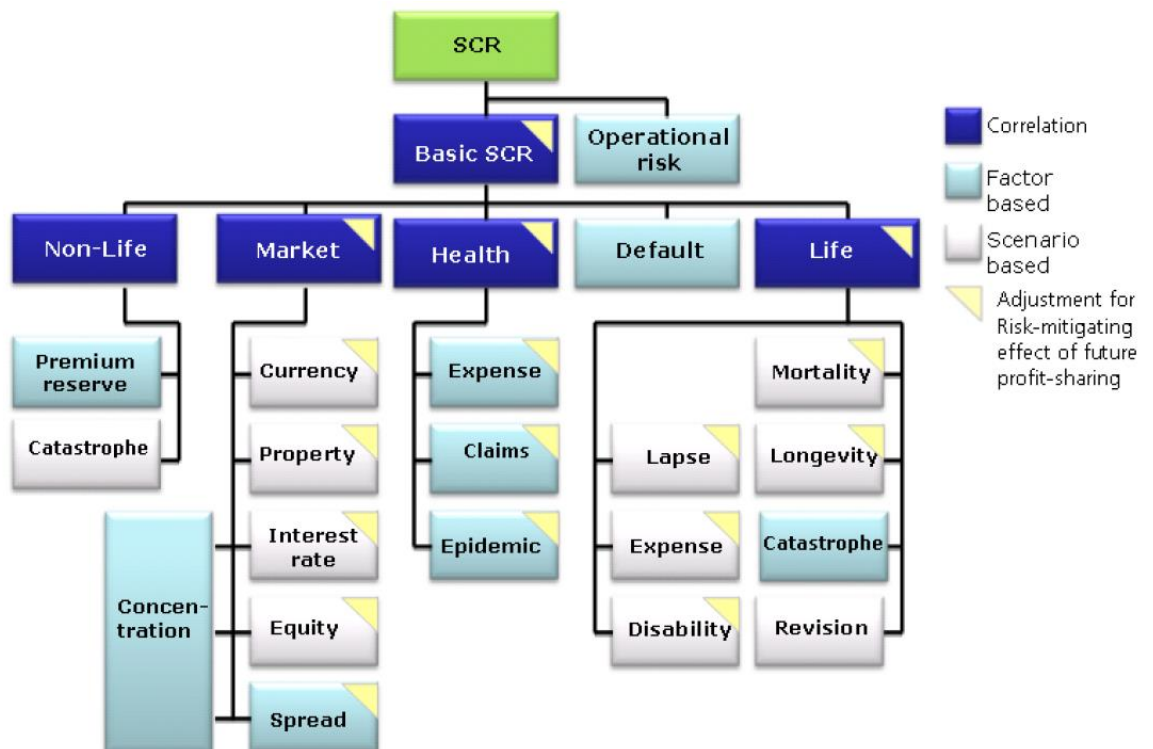 SCR
Basic SCR
Operational
risk
Non-Life
Market
Health
Default
Life
Premium
reserve
Catastrophe
Concen-
tration
Currency
Property
Interest
rate
Equity
Spread
Expense
Claims
Epidemic
Lapse
Expense
Disability
Mortality
Longevity
Catastrophe
Revision
Correlation
Factor
based
Scenario
based
Adjustment for
Risk-mitigating
effect of future
profit-sharing